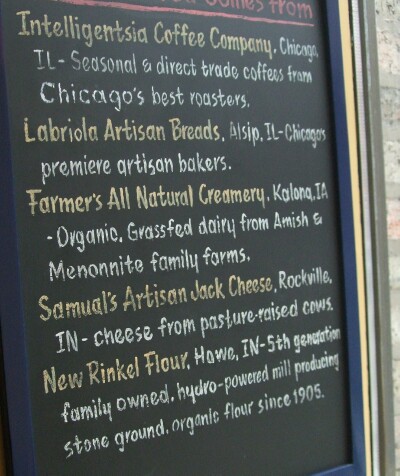 comes from
Intelligentsia Coffee Company, Chicago,
IL- Seasonal & direct trade coffees from
Chicago's best roasters.
Labriola Artisan Breads, Alsip, IL-Chicago's
premiere artisan bakers.
Farmer's All Natural Creamery, Kalona, IA
-Organic, Grassfed dairy from Amish &
Menonnite family farms.
Samual's Artisan Jack Cheese, Rockville,
IN- cheese from pasture-raised cows.
New Rinkel Flour, Howe, IN-5th generation
family owned, hydro-powered mill producing
stone ground, organic flour since 1905.